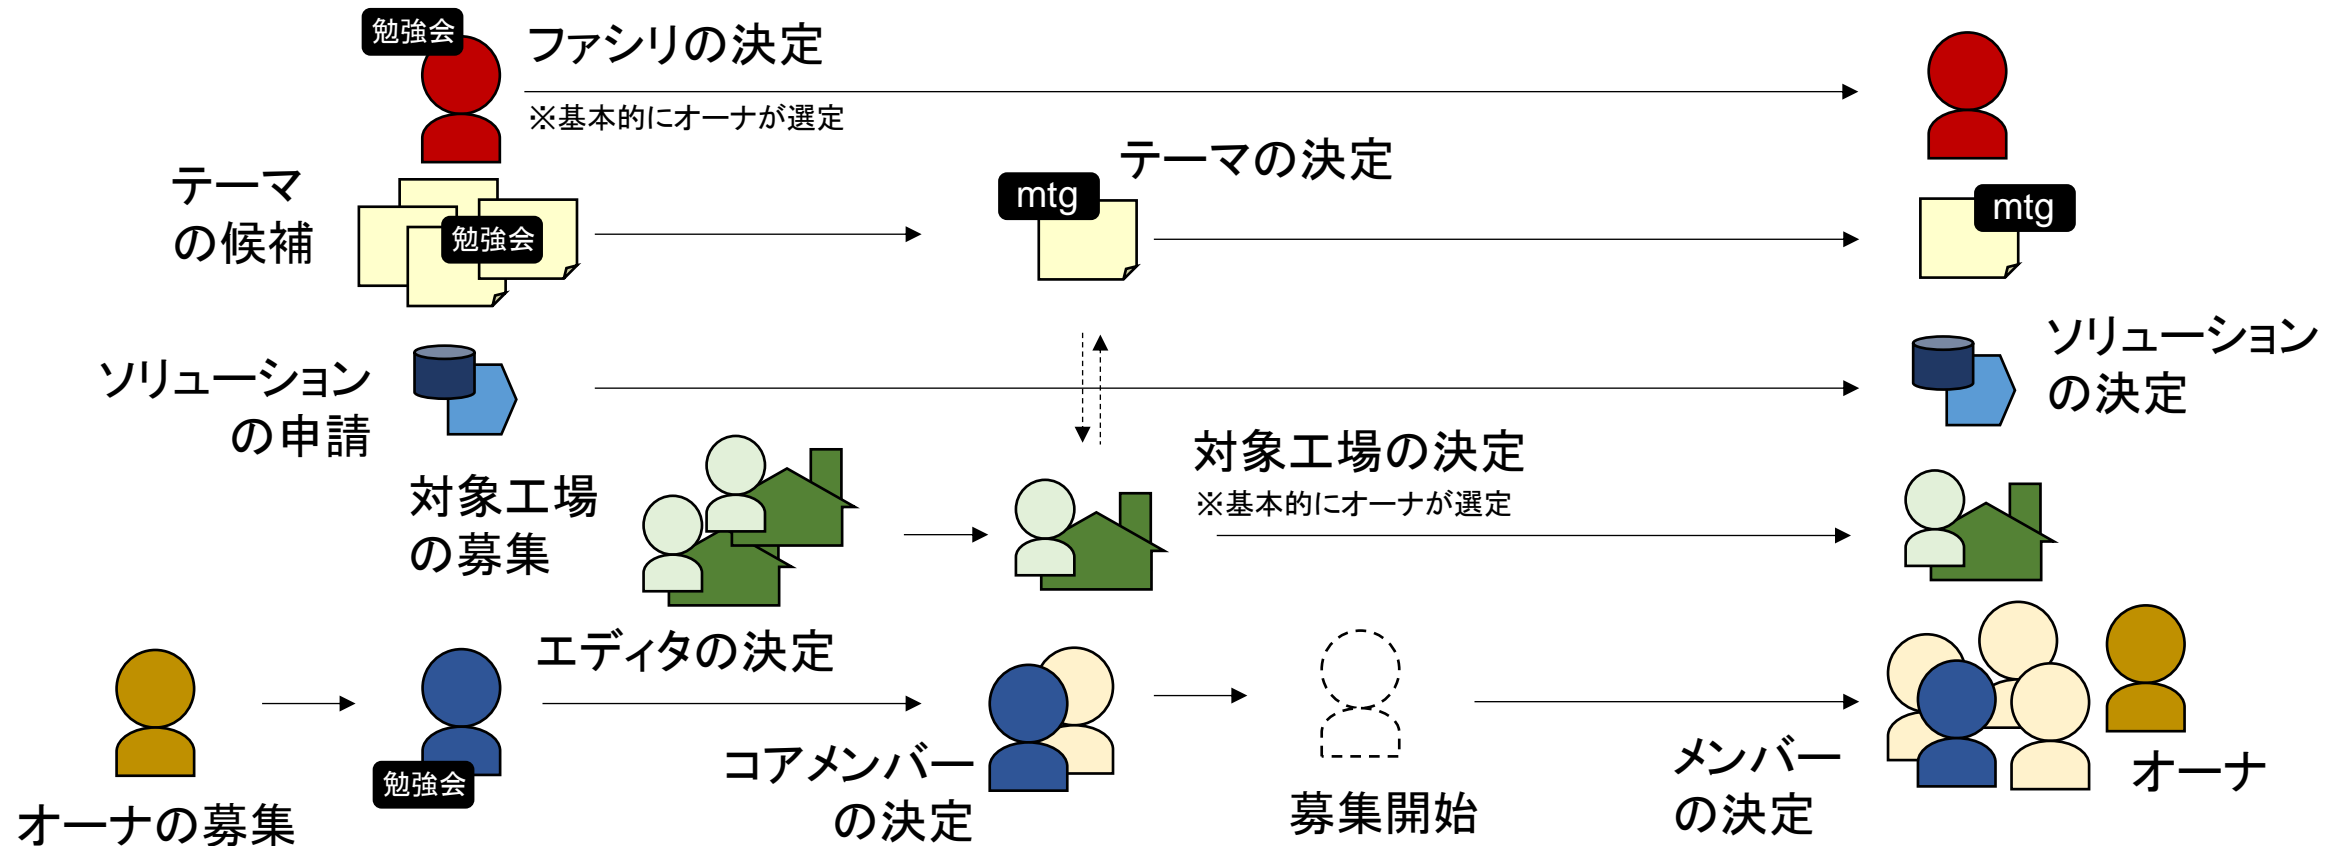 勉強会
ファシリの決定
※基本的にオーナが選定
テーマ
の候補
勉強会
mtg
テーマの決定
mtg
ソリューション
の申請
ソリューション
の決定
対象工場
の募集
対象工場の決定
※基本的にオーナが選定
オーナの募集
勉強会
エディタの決定
コアメンバー
の決定
募集開始
メンバー
の決定
オーナ